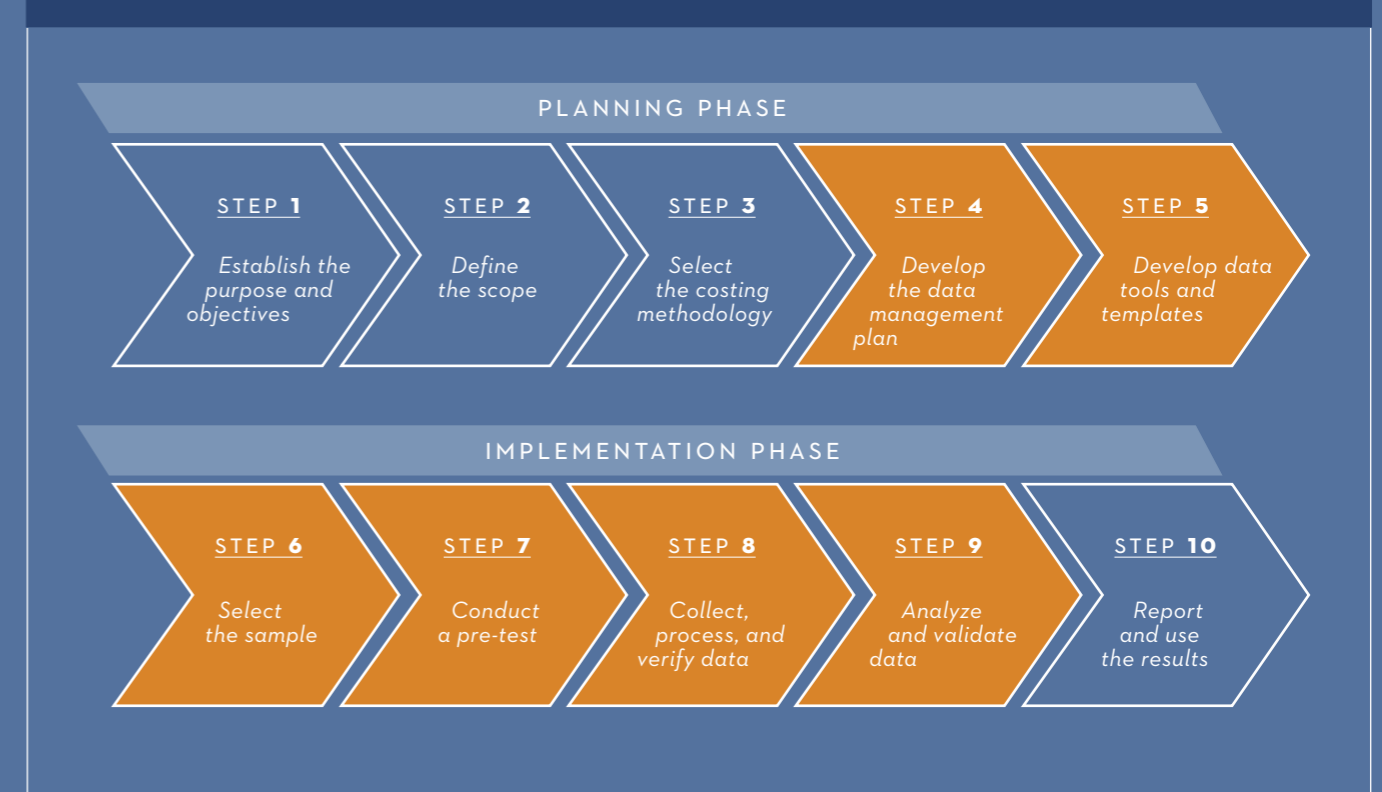 PLANNING PHASE
STEP 1
Establish the
purpose and
objectives
STEP 2
Define
the scope
STEP 3
Select
the costing
methodology
STEP 4
Develop
the data
management
plan
STEP 5
Develop data
tools and
templates
IMPLEMENTATION PHASE
STEP 6
Select
the sample
STEP 7
Conduct
a pre-test
STEP 8
Collect,
process, and
verify data
STEP 9
Analyze
and validate
data
STEP 10
Report
and use
the results